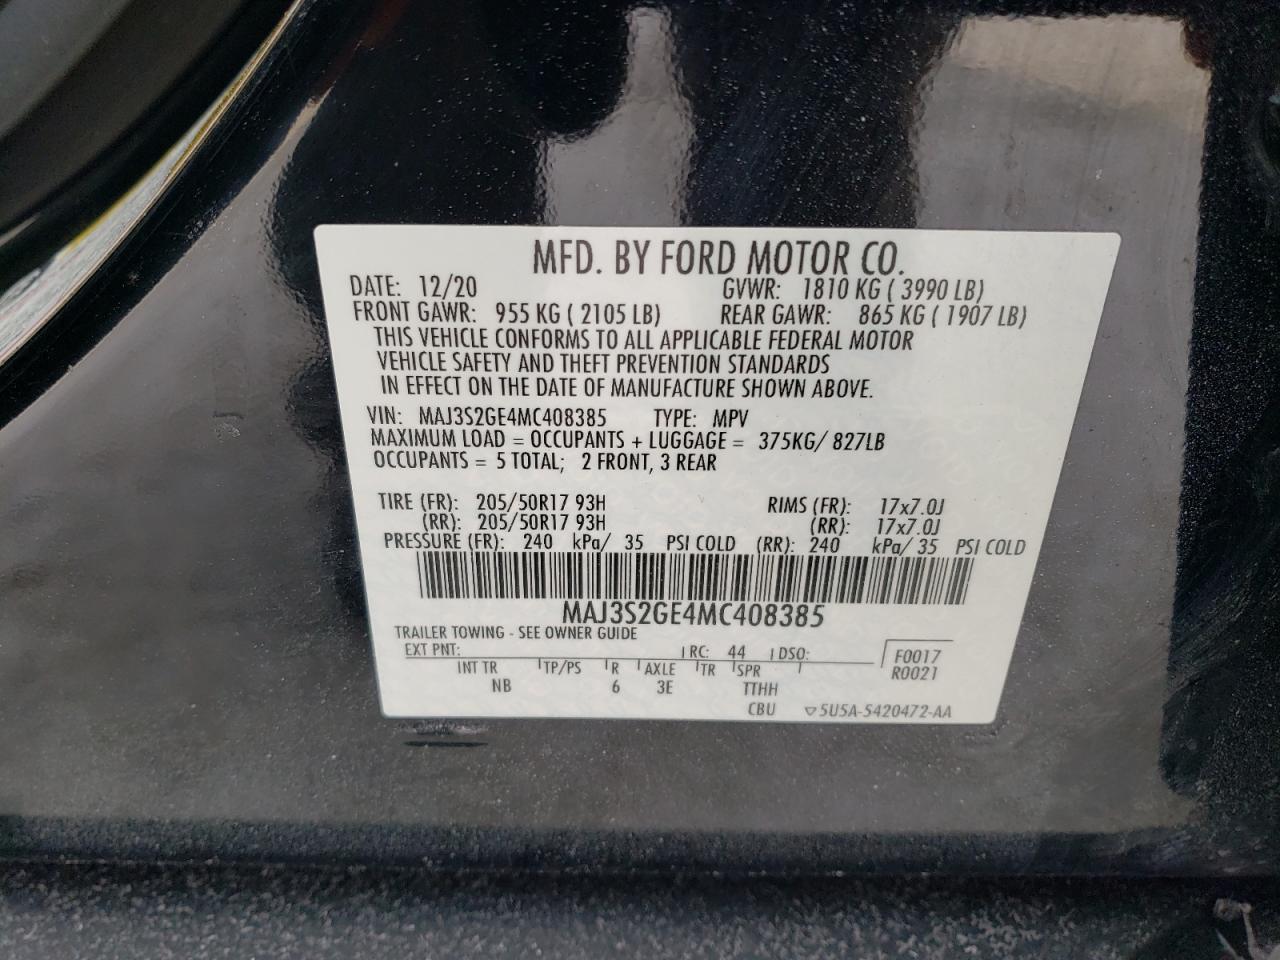 MFD. BY FORD MOTOR CO.
DATE: 12/20 GVWR: 1810 KG ( 3990 LB)
FRONT GAWR: 955 KG ( 2105 LB) REAR GAWR: 865 KG ( 1907 LB)
THIS VEHICLE CONFORMS TO ALL APPLICABLE FEDERAL MOTOR
VEHICLE SAFETY AND THEFT PREVENTION STANDARDS
IN EFFECT ON THE DATE OF MANUFACTURE SHOWN ABOVE.
VIN: MAJ3S2GE4MC408385 TYPE: MPV
MAXIMUM LOAD = OCCUPANTS + LUGGAGE = 375KG/ 827LB
OCCUPANTS = 5 TOTAL; 2 FRONT, 3 REAR
TIRE (FR): 205/50R17 93H RIMS (FR): 17x7.0J
(RR): 205/50R17 93H (RR): 17x7.0J
PRESSURE (FR): 240 kPa/ 35 PSI COLD (RR): 240 kPa/ 35 PSI COLD
MAJ3S2GE4MC408385
TRAILER TOWING - SEE OWNER GUIDE
EXT PNT: RC: 44 DSO: F0017
R0021
INT TR TP/PS R AXLE TR SPR
NB 6 3E TTHH
CBU ▽5U5A-5420472-AA